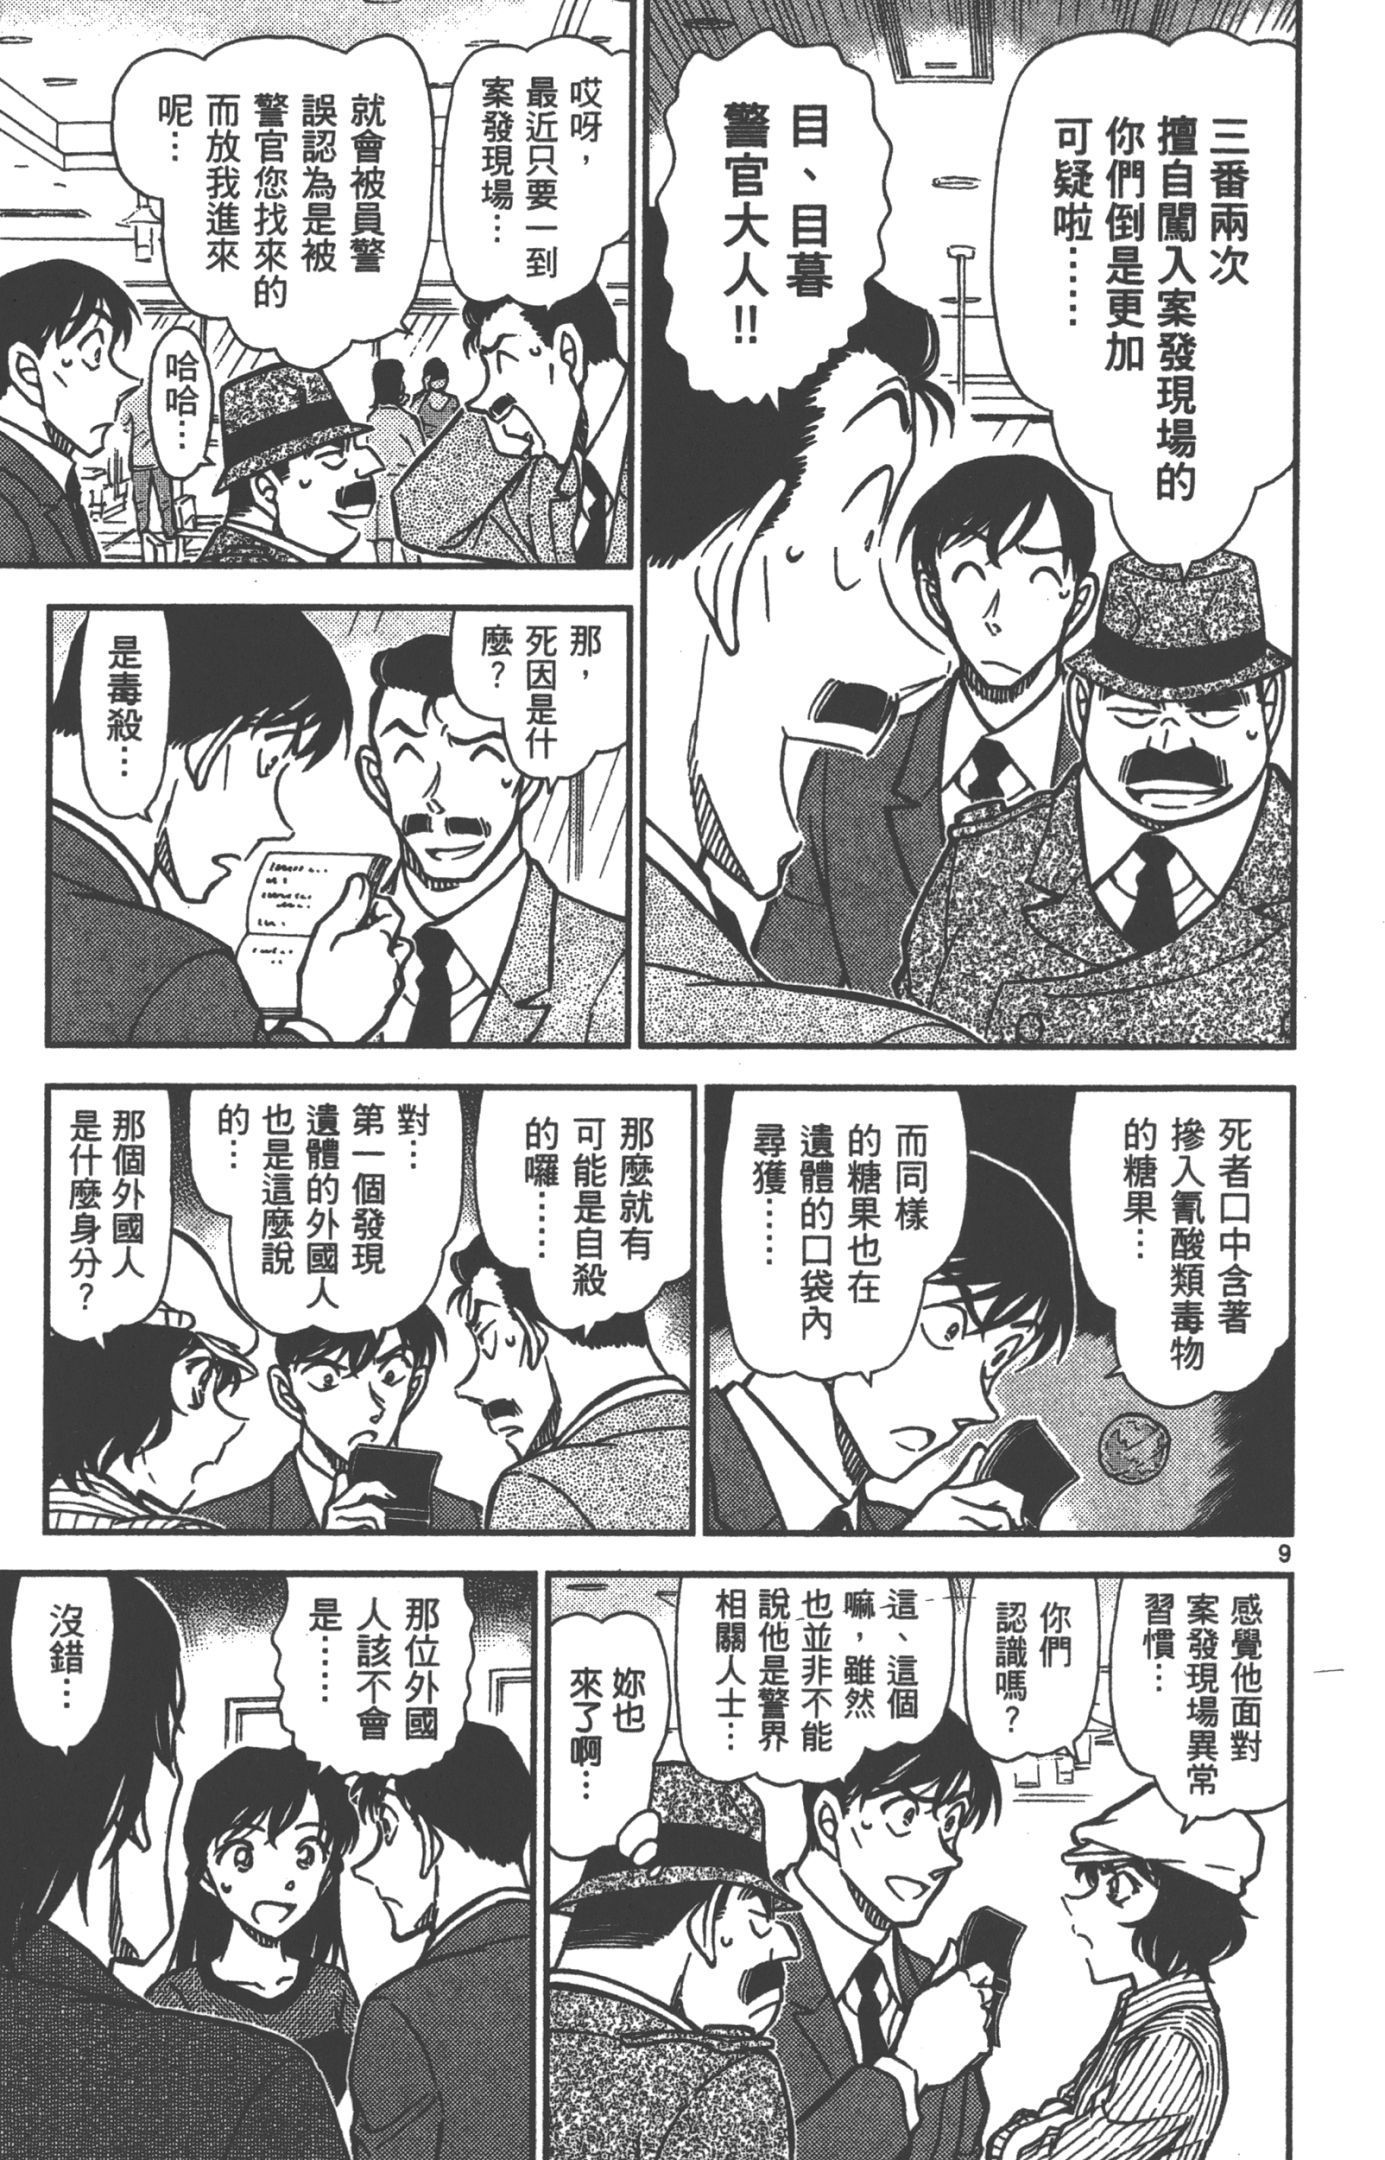 三番兩次
擅自闖入案發現場的
你們倒是更加
可疑啦……
目、目暮
警官大人!!
哎呀，
最近只要一到
案發現場…
就會被員警
誤認為是被
警官您找來的
而放我進來
呢…
哈哈…
那，
死因是什
麼？
是毒殺…
死者口中含著
摻入氰酸類毒物
的糖果…
而同樣
的糖果也在
遺體的口袋內
尋獲……
那麼就有
可能是自殺
的囉……
對…
第一個發現
遺體的外國人
也是這麼說
的…
那個外國人
是什麼身分？
9
感覺他面對
案發現場異常
習慣…
你們
認識嗎？
這、這個
嘛，雖然
也並非不能
說他是警界
相關人士…
妳也
來了啊…
那位外國
人該不會
是……
沒錯…